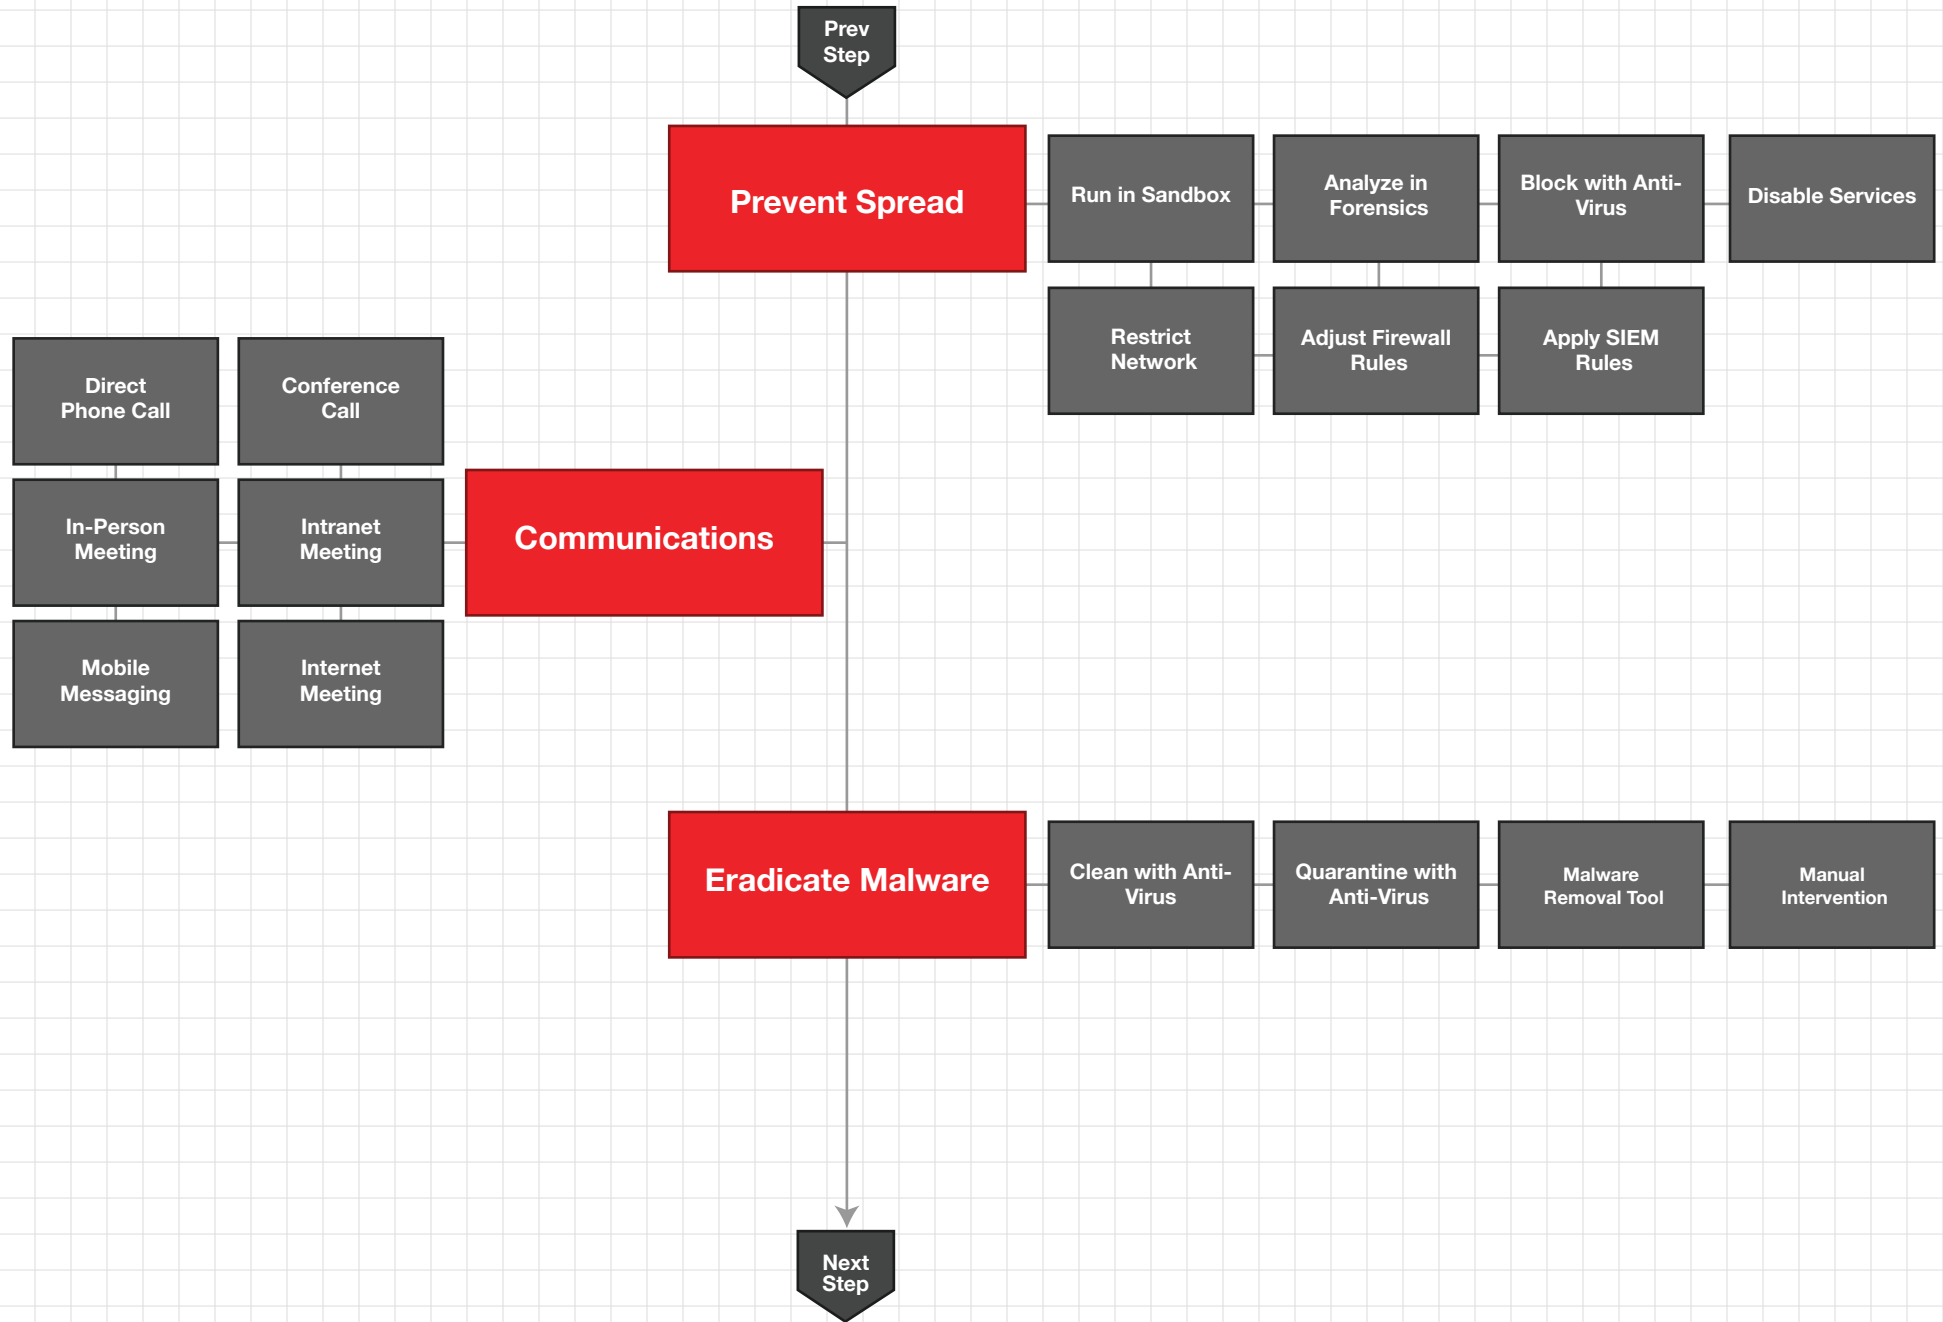 Prev
Step
Prevent Spread
Run in Sandbox
Analyze in
Forensics
Block with Anti-
Virus
Disable Services
Restrict
Network
Adjust Firewall
Rules
Apply SIEM
Rules
Direct
Phone Call
Conference
Call
In-Person
Meeting
Intranet
Meeting
Communications
Mobile
Messaging
Internet
Meeting
Eradicate Malware
Clean with Anti-
Virus
Quarantine with
Anti-Virus
Malware
Removal Tool
Manual
Intervention
Next
Step